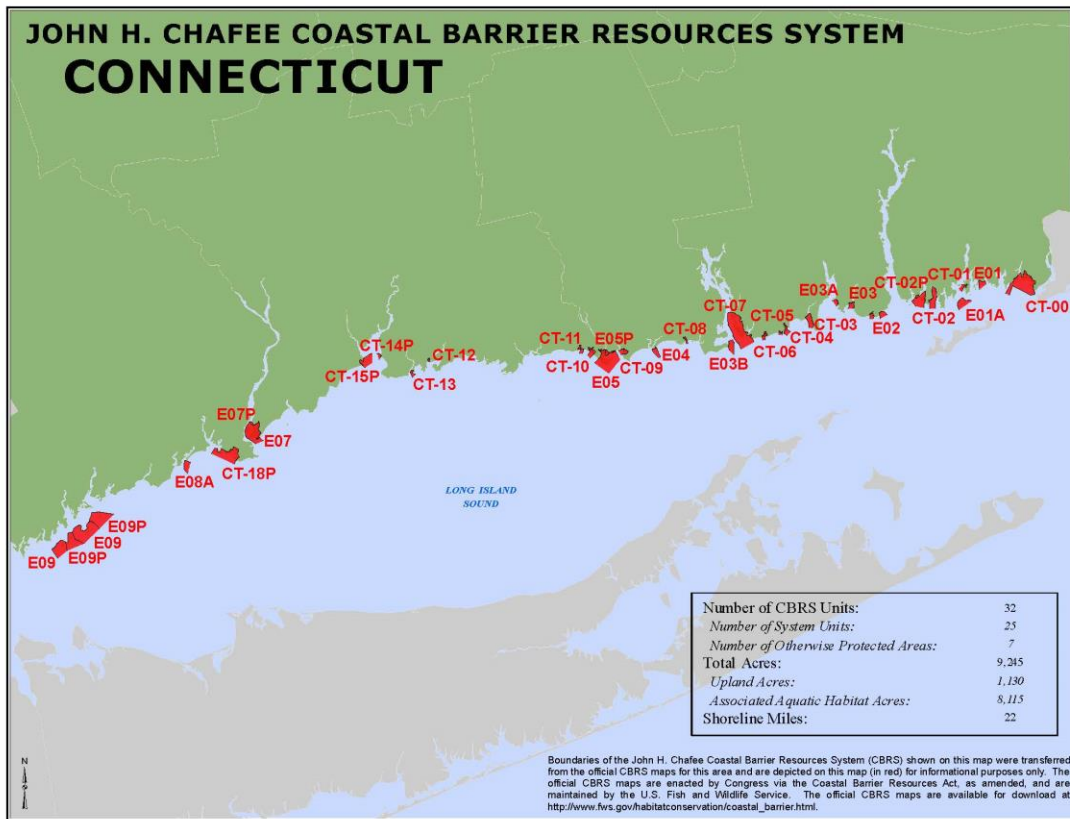 JOHN H. CHAFEE COASTAL BARRIER RESOURCES SYSTEM
CONNECTICUT
CT-02P
CT-01
E01
CT-00
E01A
CT-02
E02
E03
E03A
CT-03
CT-04
CT-05
CT-06
CT-07
E03B
CT-08
E04
CT-09
E05P
E05
CT-10
CT-11
CT-12
CT-13
CT-14P
CT-15P
E07P
E07
CT-18P
E08A
E09P
E09
E09P
E09
LONG ISLAND
SOUND
Number of CBRS Units: 32
Number of System Units: 25
Number of Otherwise Protected Areas: 7
Total Acres: 9,245
Upland Acres: 1,130
Associated Aquatic Habitat Acres: 8,115
Shoreline Miles: 22
N
Boundaries of the John H. Chafee Coastal Barrier Resources System (CBRS) shown on this map were transferred
from the official CBRS maps for this area and are depicted on this map (in red) for informational purposes only. The
official CBRS maps are enacted by Congress via the Coastal Barrier Resources Act, as amended, and are
maintained by the U.S. Fish and Wildlife Service. The official CBRS maps are available for download at
http://www.fws.gov/habitatconservation/coastal_barrier.html.